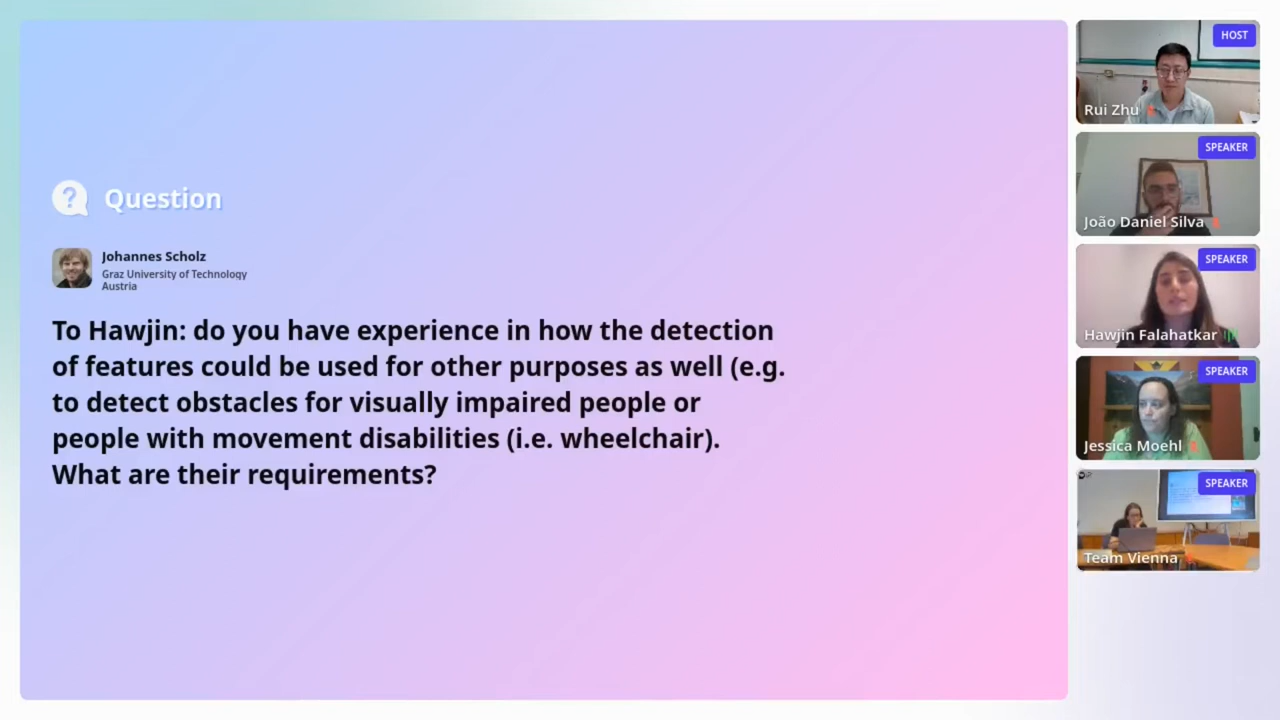 Question
Johannes Scholz
Graz University of Technology
Austria
To Hawjin: do you have experience in how the detection
of features could be used for other purposes as well (e.g.
to detect obstacles for visually impaired people or
people with movement disabilities (i.e. wheelchair).
What are their requirements?
HOST
Rui Zhu
SPEAKER
João Daniel Silva
SPEAKER
Hawjin Falahatkar
SPEAKER
Jessica Moehl
SPEAKER
Team Vienna